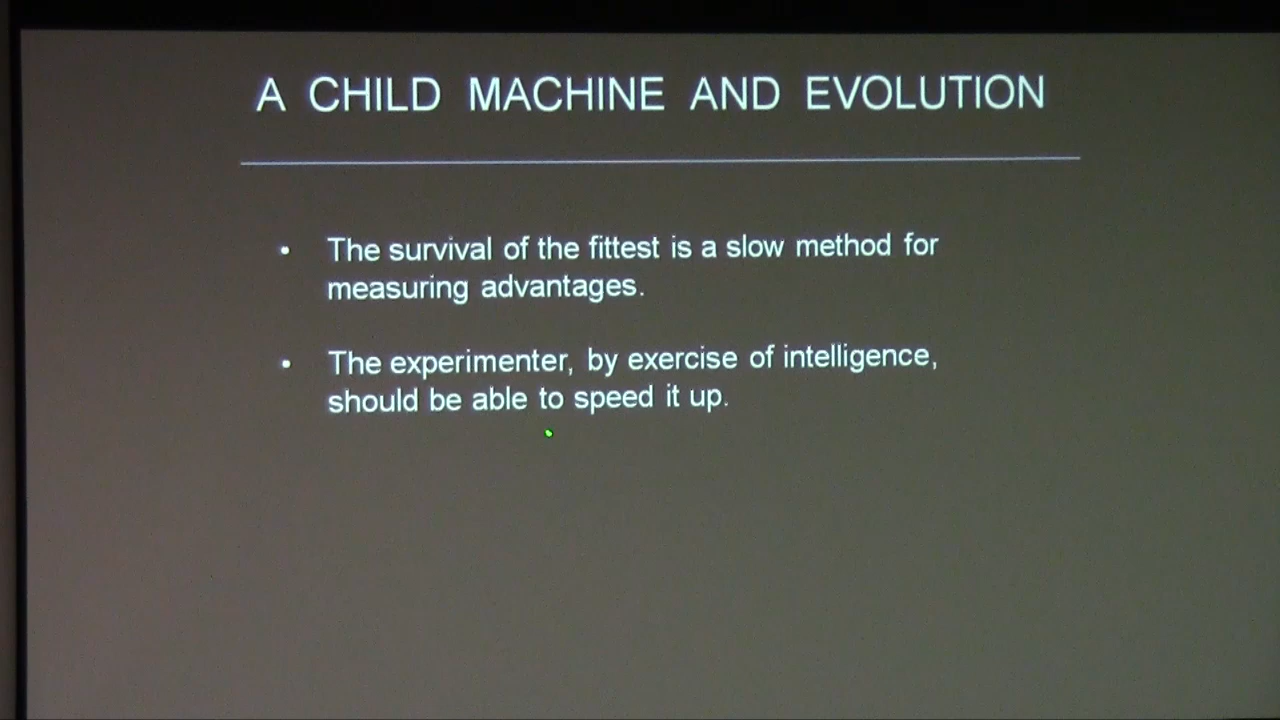 A CHILD MACHINE AND EVOLUTION
• The survival of the fittest is a slow method for
measuring advantages.
• The experimenter, by exercise of intelligence,
should be able to speed it up.